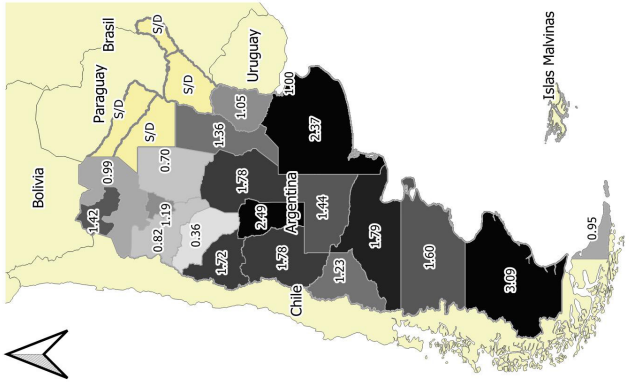 Bolivia
Paraguay
Brasil
S/D
S/D
S/D
S/D
Uruguay
0.99
1.42
0.70
1.36
1.05
1.00
0.82
1.19
0.36
1.78
2.37
1.72
2.49
Argentina
1.44
1.78
Chile
1.23
1.79
1.60
3.09
0.95
Islas Malvinas